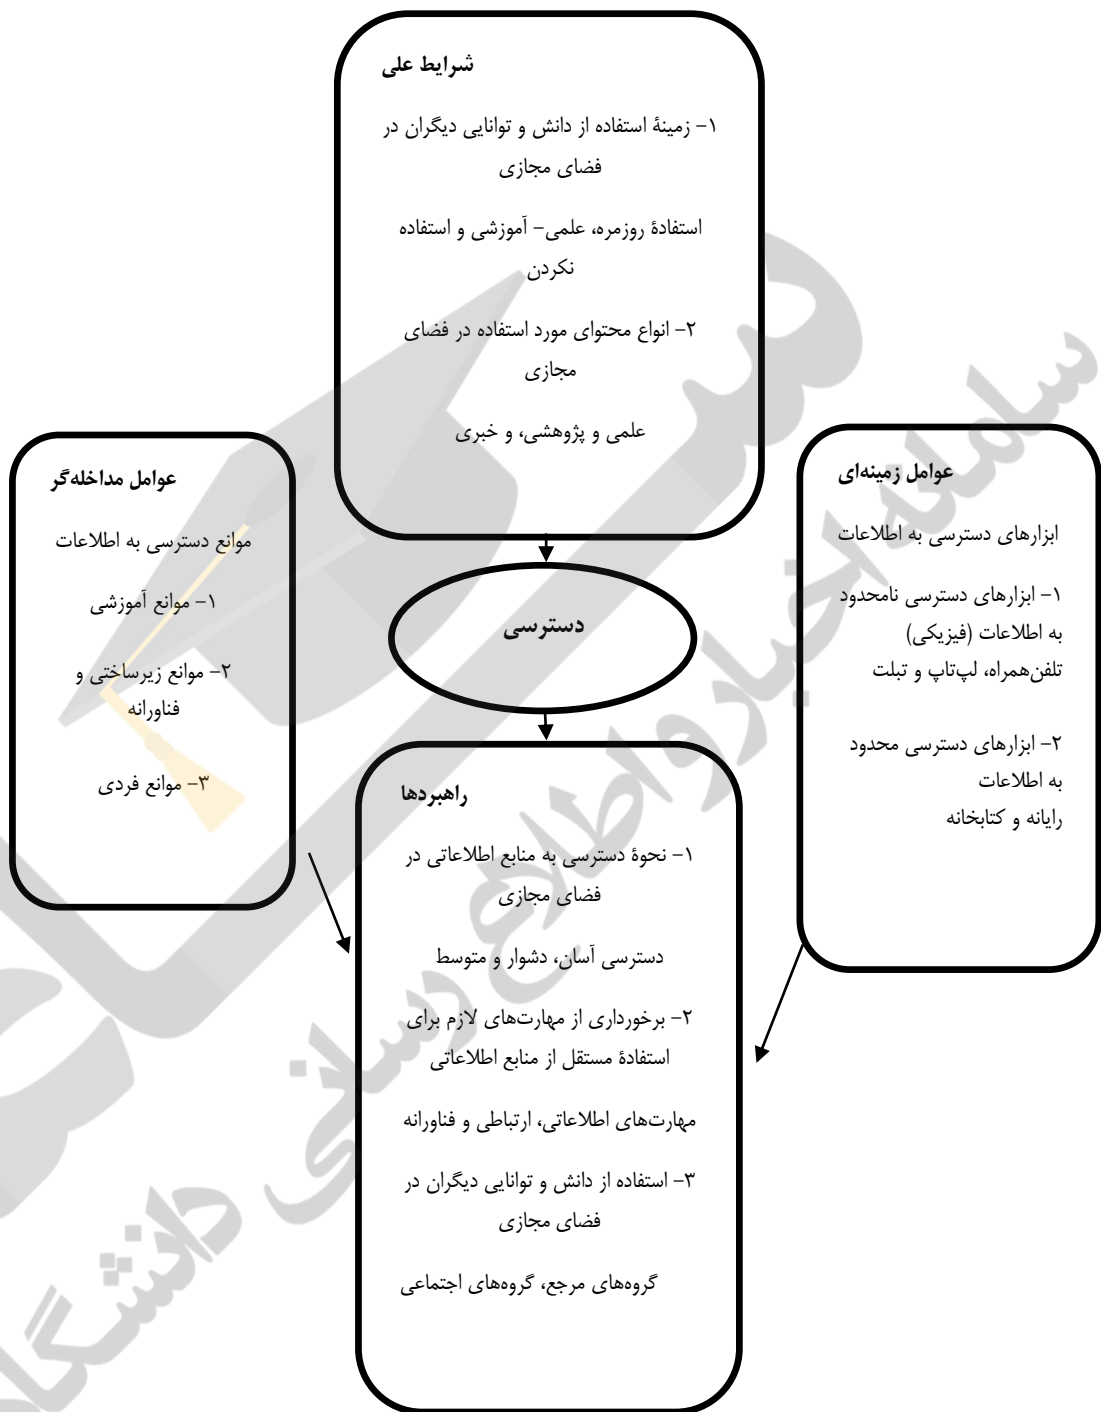 شرایط علی
۱- زمینهٔ استفاده از دانش و توانایی دیگران در
فضای مجازی
استفادهٔ روزمره، علمی- آموزشی و استفاده
نکردن
۲- انواع محتوای مورد استفاده در فضای
مجازی
علمی و پژوهشی، و خبری
عوامل زمینه‌ای
ابزارهای دسترسی به اطلاعات
۱- ابزارهای دسترسی نامحدود
به اطلاعات (فیزیکی)
تلفن‌همراه، لپ‌تاپ و تبلت
۲- ابزارهای دسترسی محدود
به اطلاعات
رایانه و کتابخانه
دسترسی
عوامل مداخله‌گر
موانع دسترسی به اطلاعات
۱- موانع آموزشی
۲- موانع زیرساختی و
فناورانه
۳- موانع فردی
راهبردها
۱- نحوهٔ دسترسی به منابع اطلاعاتی در
فضای مجازی
دسترسی آسان، دشوار و متوسط
۲- برخورداری از مهارت‌های لازم برای
استفادهٔ مستقل از منابع اطلاعاتی
مهارت‌های اطلاعاتی، ارتباطی و فناورانه
۳- استفاده از دانش و توانایی دیگران در
فضای مجازی
گروه‌های مرجع، گروه‌های اجتماعی
سامانه اخبار و اطلاع رسانی